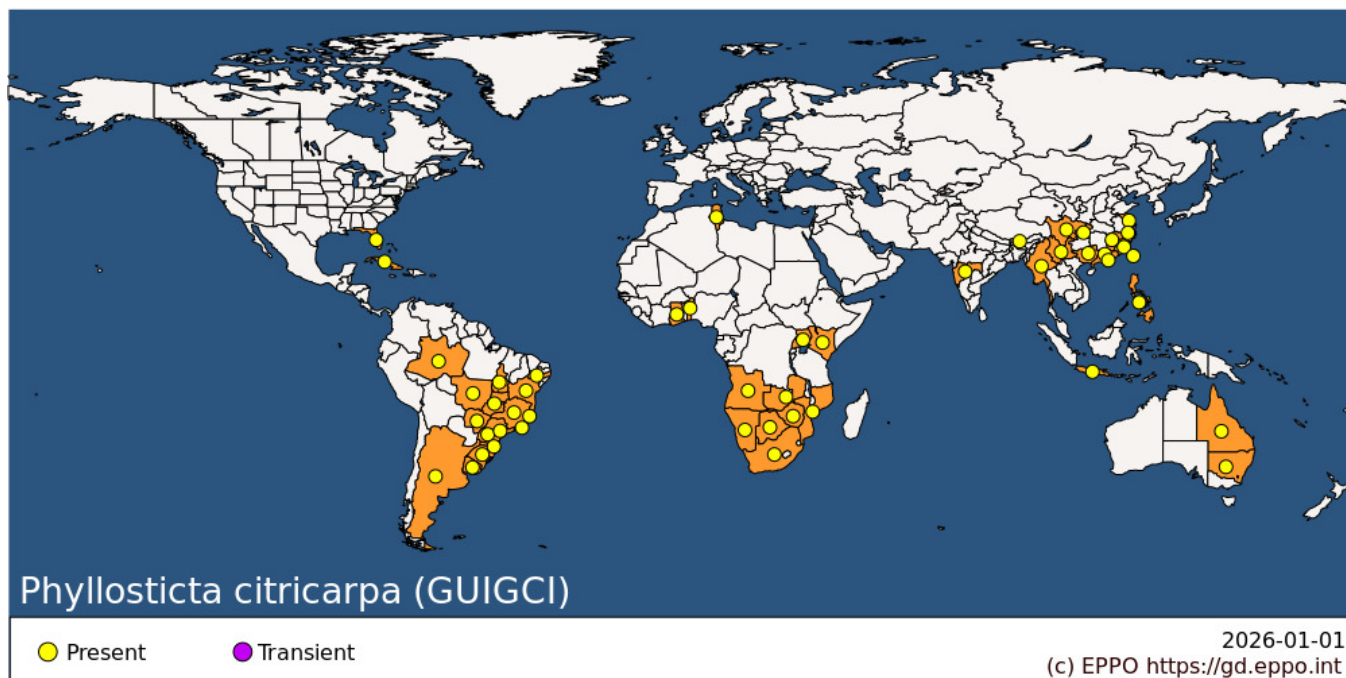 Phyllosticta citricarpa (GUIGCI)
Present
Transient
2026-01-01
(c) EPPO https://gd.eppo.int